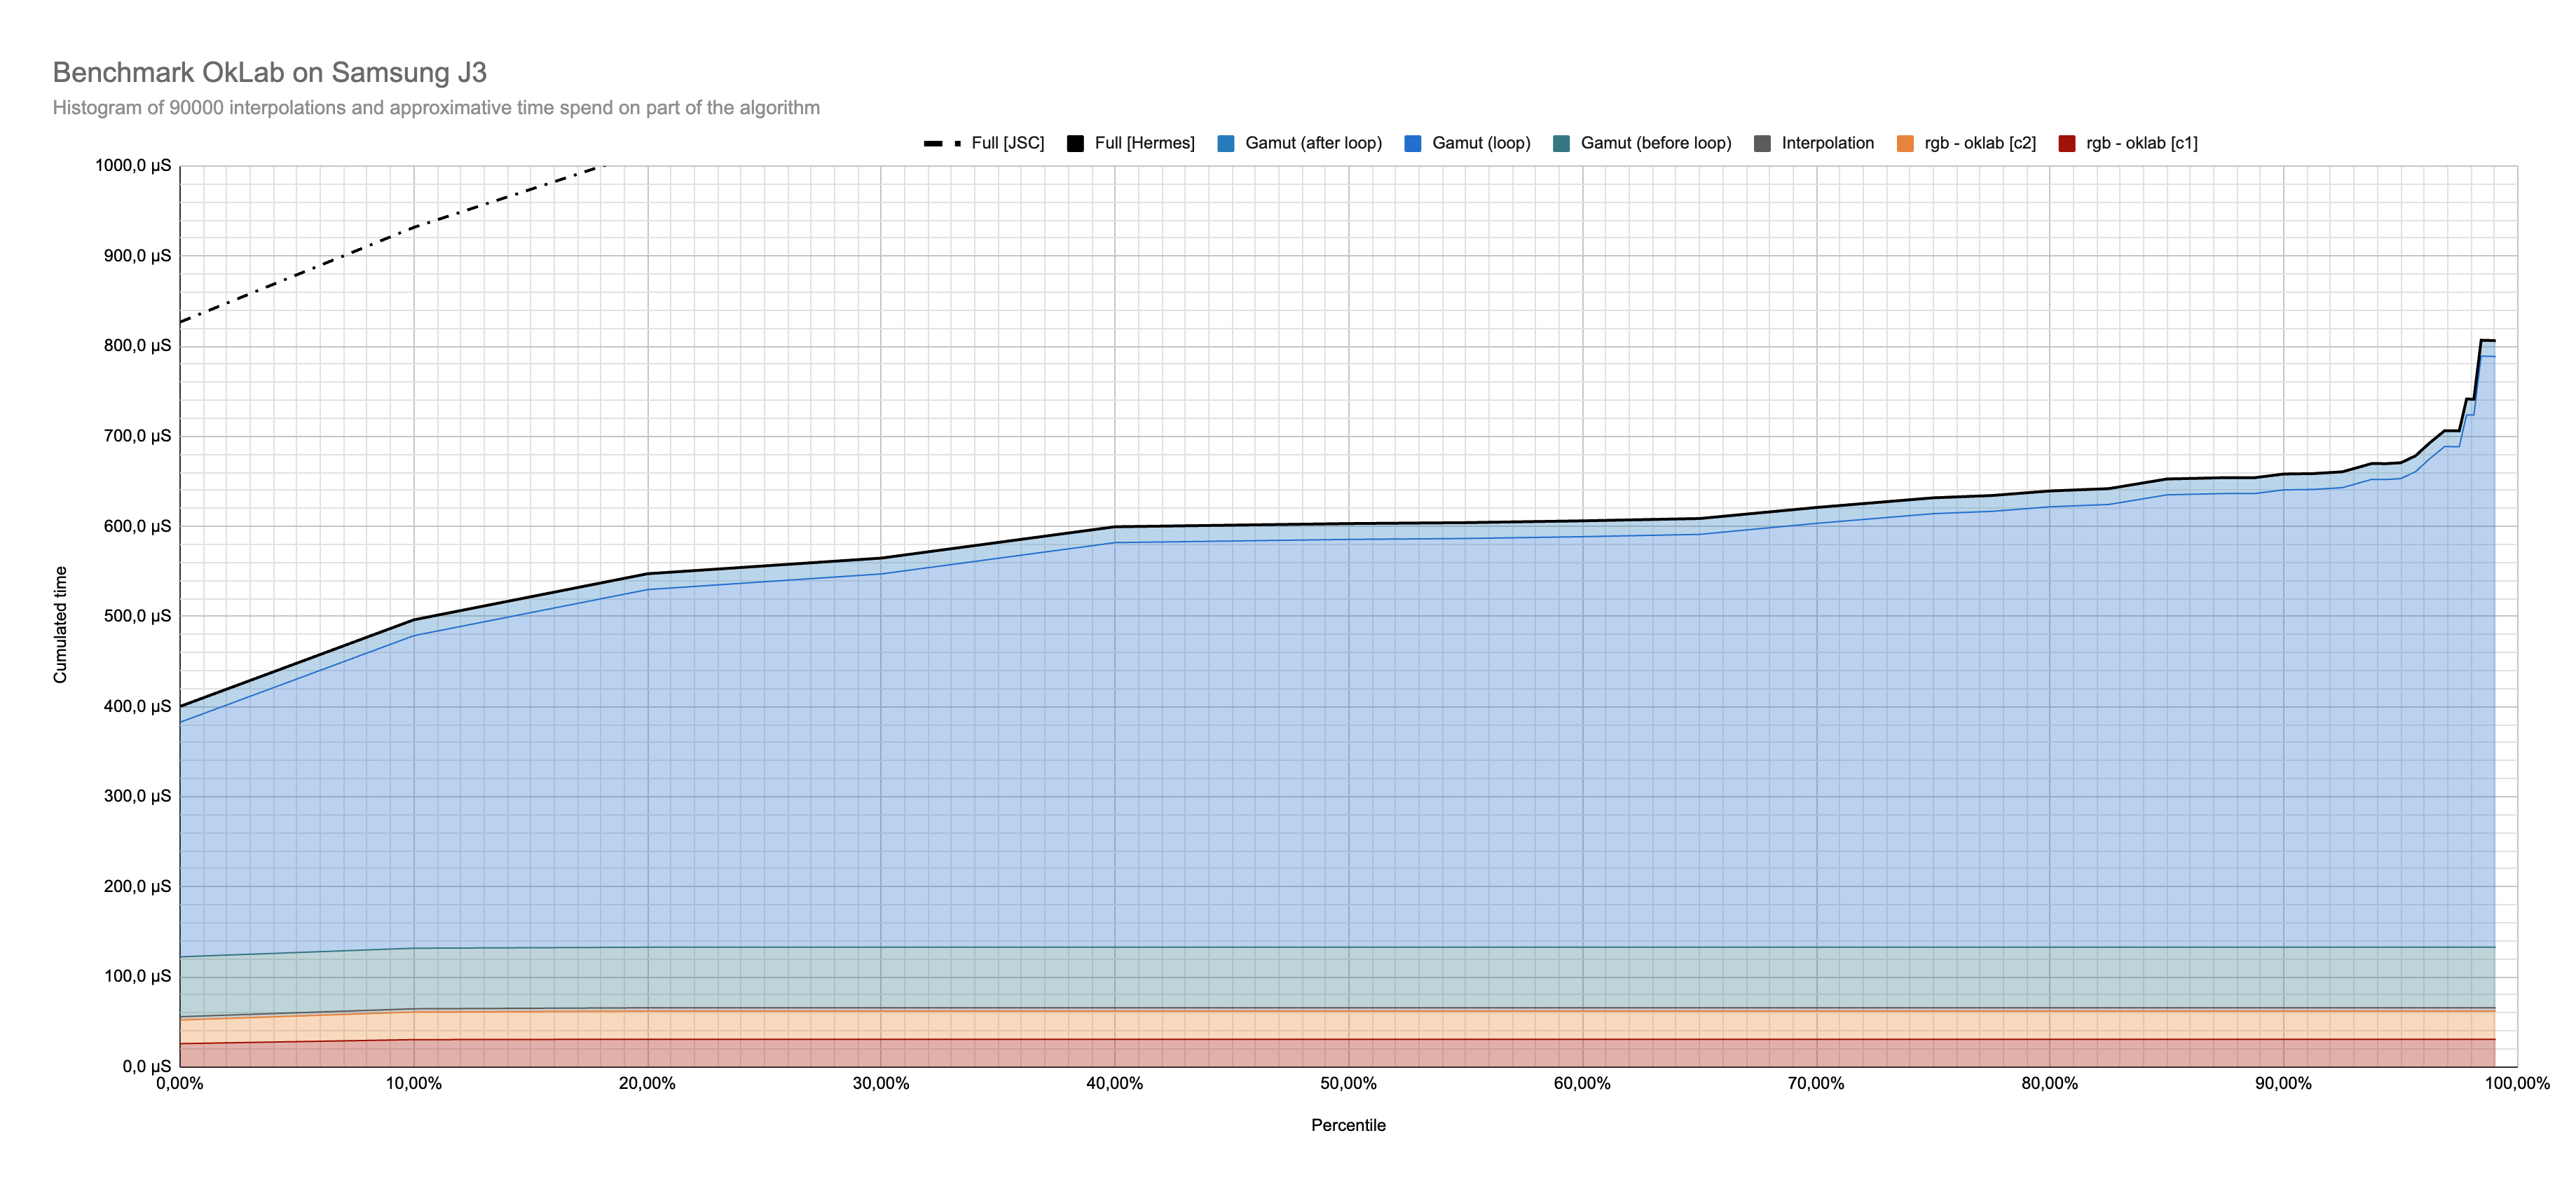 Benchmark OkLab on Samsung J3
Histogram of 90000 interpolations and approximative time spend on part of the algorithm
Full [JSC] Full [Hermes] Gamut (after loop) Gamut (loop) Gamut (before loop) Interpolation rgb - oklab [c2] rgb - oklab [c1]
1000,0 µS
900,0 µS
800,0 µS
700,0 µS
600,0 µS
500,0 µS
400,0 µS
300,0 µS
200,0 µS
100,0 µS
0,0 µS
Cumulated time
0,00% 10,00% 20,00% 30,00% 40,00% 50,00% 60,00% 70,00% 80,00% 90,00% 100,00%
Percentile